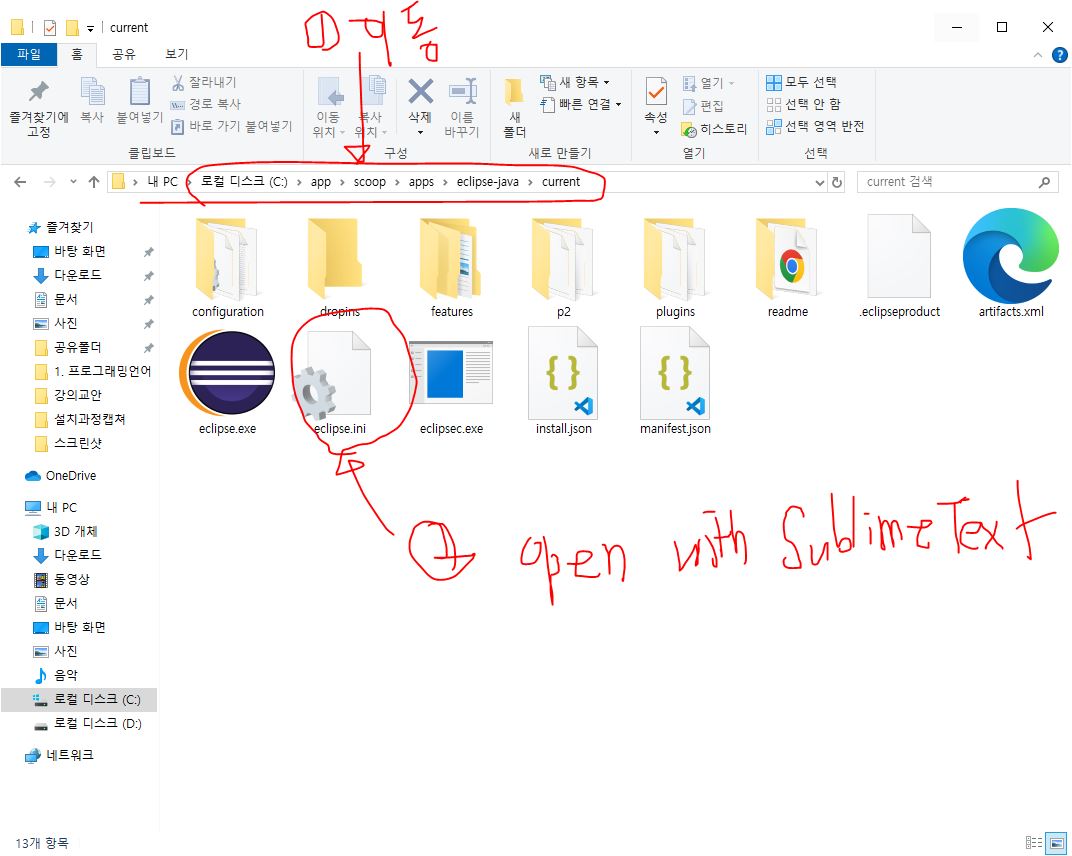 current
① 이동
파일 홈 공유 보기
즐겨찾기에 고정
복사
붙여넣기
잘라내기
경로 복사
바로 가기 붙여넣기
클립보드
이동 위치
복사 위치
삭제
이름 바꾸기
구성
새 폴더
새 항목
빠른 연결
새로 만들기
속성
열기
편집
히스토리
열기
모두 선택
선택 안 함
선택 영역 반전
선택
내 PC › 로컬 디스크 (C:) › app › scoop › apps › eclipse-java › current
current 검색
즐겨찾기
바탕 화면
다운로드
문서
사진
공유폴더
1. 프로그래밍언어
강의교안
설치과정캡쳐
스크린샷
OneDrive
내 PC
3D 개체
다운로드
동영상
문서
바탕 화면
사진
음악
로컬 디스크 (C:)
로컬 디스크 (D:)
네트워크
configuration dropins features p2 plugins readme .eclipseproduct artifacts.xml
eclipse.exe eclipse.ini eclipsec.exe install.json manifest.json
open with SublimeText
13개 항목